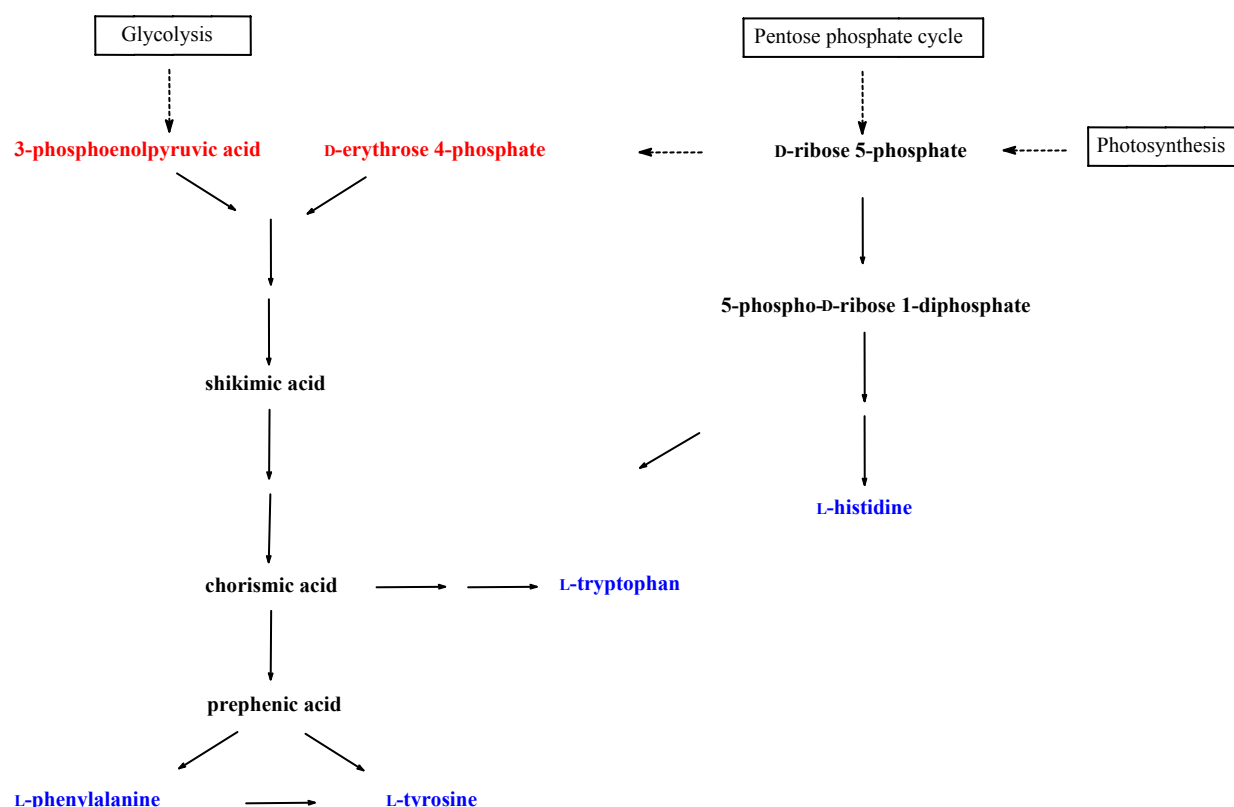 Glycolysis
Pentose phosphate cycle
3-phosphoenolpyruvic acid
D-erythrose 4-phosphate
D-ribose 5-phosphate
Photosynthesis
5-phospho-D-ribose 1-diphosphate
shikimic acid
L-histidine
chorismic acid
L-tryptophan
prephenic acid
L-phenylalanine
L-tyrosine